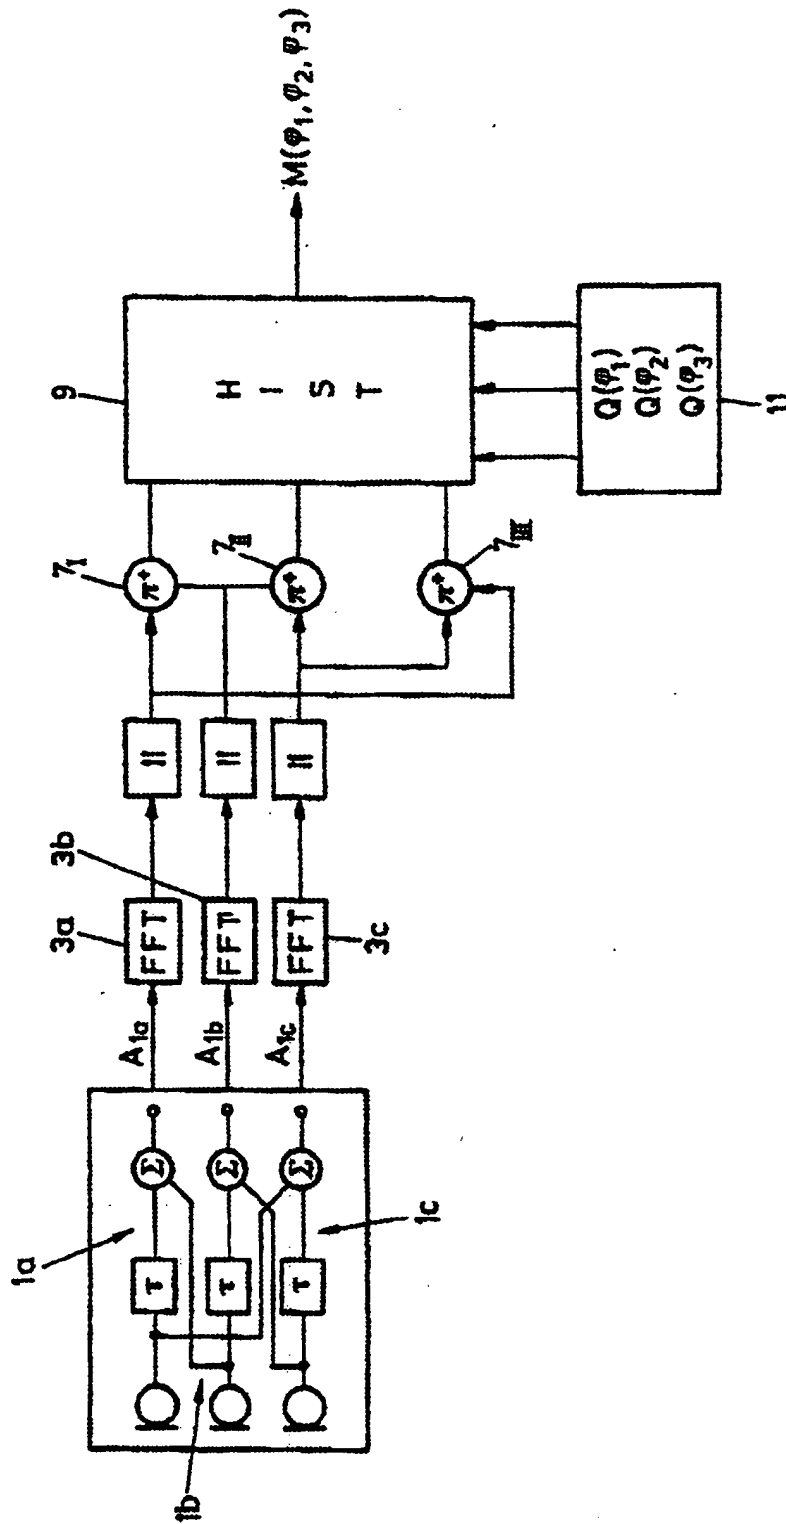 1a
1b
1c
τ
τ
τ
Σ
Σ
Σ
A1a
A1b
A1c
3a
3b
3c
FFT
FFT
FFT
||
||
||
7I
7II
7III
π+
π+
π+
9
HIST
Q(φ1)
Q(φ2)
Q(φ3)
11
M(φ1, φ2, φ3)